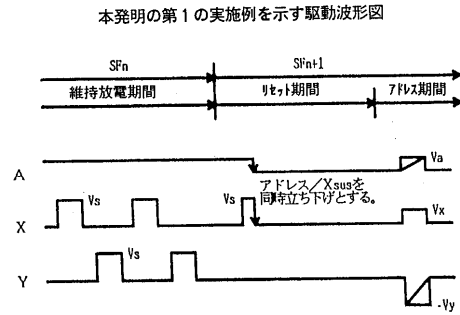 本発明の第1の実施例を示す駆動波形図
SFn
SFn+1
維持放電期間
リセット期間
アドレス期間
A
Va
アドレス/Xsusを
同時立ち下げとする。
X
Vs
Vs
Vx
Y
Vs
-Vy